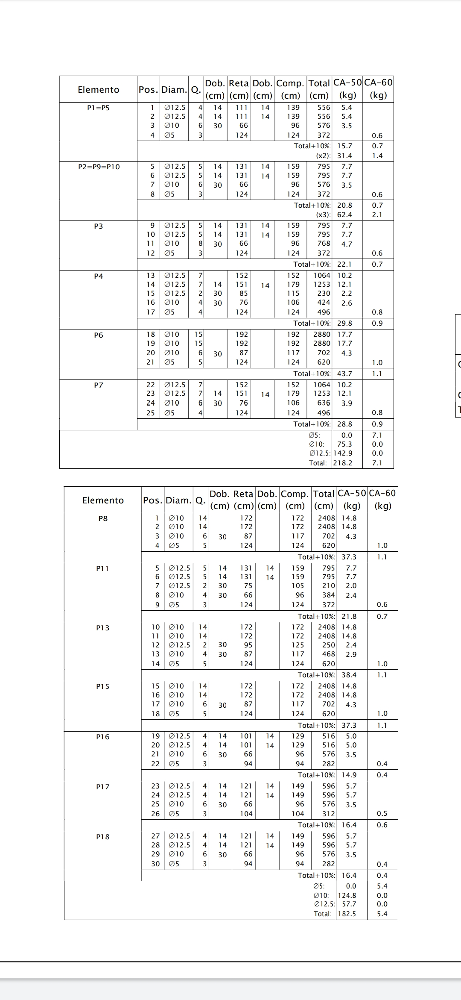 Elemento Pos. Diam. Q. Dob. (cm) Reta (cm) Dob. (cm) Comp. (cm) Total (cm) CA-50 (kg) CA-60 (kg)
P1=P5 1 Ø12.5 4 14 111 14 139 556 5.4
2 Ø12.5 4 14 111 14 139 556 5.4
3 Ø10 6 30 66 96 576 3.5
4 Ø5 3 124 124 372 0.6
Total+10%: 15.7 0.7
(x2): 31.4 1.4
P2=P9=P10 5 Ø12.5 5 14 131 14 159 795 7.7
6 Ø12.5 5 14 131 14 159 795 7.7
7 Ø10 6 30 66 96 576 3.5
8 Ø5 3 124 124 372 0.6
Total+10%: 20.8 0.7
(x3): 62.4 2.1
P3 9 Ø12.5 5 14 131 14 159 795 7.7
10 Ø12.5 5 14 131 14 159 795 7.7
11 Ø10 8 30 66 96 768 4.7
12 Ø5 3 124 124 372 0.6
Total+10%: 22.1 0.7
P4 13 Ø12.5 7 152 152 1064 10.2
14 Ø12.5 7 14 151 14 179 1253 12.1
15 Ø12.5 2 30 85 115 230 2.2
16 Ø10 4 30 76 106 424 2.6
17 Ø5 4 124 124 496 0.8
Total+10%: 29.8 0.9
P6 18 Ø10 15 192 192 2880 17.7
19 Ø10 15 192 192 2880 17.7
20 Ø10 6 30 87 117 702 4.3
21 Ø5 5 124 124 620 1.0
Total+10%: 43.7 1.1
P7 22 Ø12.5 7 152 152 1064 10.2
23 Ø12.5 7 14 151 14 179 1253 12.1
24 Ø10 6 30 76 106 636 3.9
25 Ø5 4 124 124 496 0.8
Total+10%: 28.8 0.9
Ø5: 0.0 7.1
Ø10: 75.3 0.0
Ø12.5: 142.9 0.0
Total: 218.2 7.1
Elemento Pos. Diam. Q. Dob. (cm) Reta (cm) Dob. (cm) Comp. (cm) Total (cm) CA-50 (kg) CA-60 (kg)
P8 1 Ø10 14 172 172 2408 14.8
2 Ø10 14 172 172 2408 14.8
3 Ø10 6 30 87 117 702 4.3
4 Ø5 5 124 124 620 1.0
Total+10%: 37.3 1.1
P11 5 Ø12.5 5 14 131 14 159 795 7.7
6 Ø12.5 5 14 131 14 159 795 7.7
7 Ø12.5 2 30 75 105 210 2.0
8 Ø10 4 30 66 96 384 2.4
9 Ø5 3 124 124 372 0.6
Total+10%: 21.8 0.7
P13 10 Ø10 14 172 172 2408 14.8
11 Ø10 14 172 172 2408 14.8
12 Ø12.5 2 30 95 125 250 2.4
13 Ø10 4 30 87 117 468 2.9
14 Ø5 5 124 124 620 1.0
Total+10%: 38.4 1.1
P15 15 Ø10 14 172 172 2408 14.8
16 Ø10 14 172 172 2408 14.8
17 Ø10 6 30 87 117 702 4.3
18 Ø5 5 124 124 620 1.0
Total+10%: 37.3 1.1
P16 19 Ø12.5 4 14 101 14 129 516 5.0
20 Ø12.5 4 14 101 14 129 516 5.0
21 Ø10 6 30 66 96 576 3.5
22 Ø5 3 94 94 282 0.4
Total+10%: 14.9 0.4
P17 23 Ø12.5 4 14 121 14 149 596 5.7
24 Ø12.5 4 14 121 14 149 596 5.7
25 Ø10 6 30 66 96 576 3.5
26 Ø5 3 104 104 312 0.5
Total+10%: 16.4 0.6
P18 27 Ø12.5 4 14 121 14 149 596 5.7
28 Ø12.5 4 14 121 14 149 596 5.7
29 Ø10 6 30 66 96 576 3.5
30 Ø5 3 94 94 282 0.4
Total+10%: 16.4 0.4
Ø5: 0.0 5.4
Ø10: 124.8 0.0
Ø12.5: 57.7 0.0
Total: 182.5 5.4